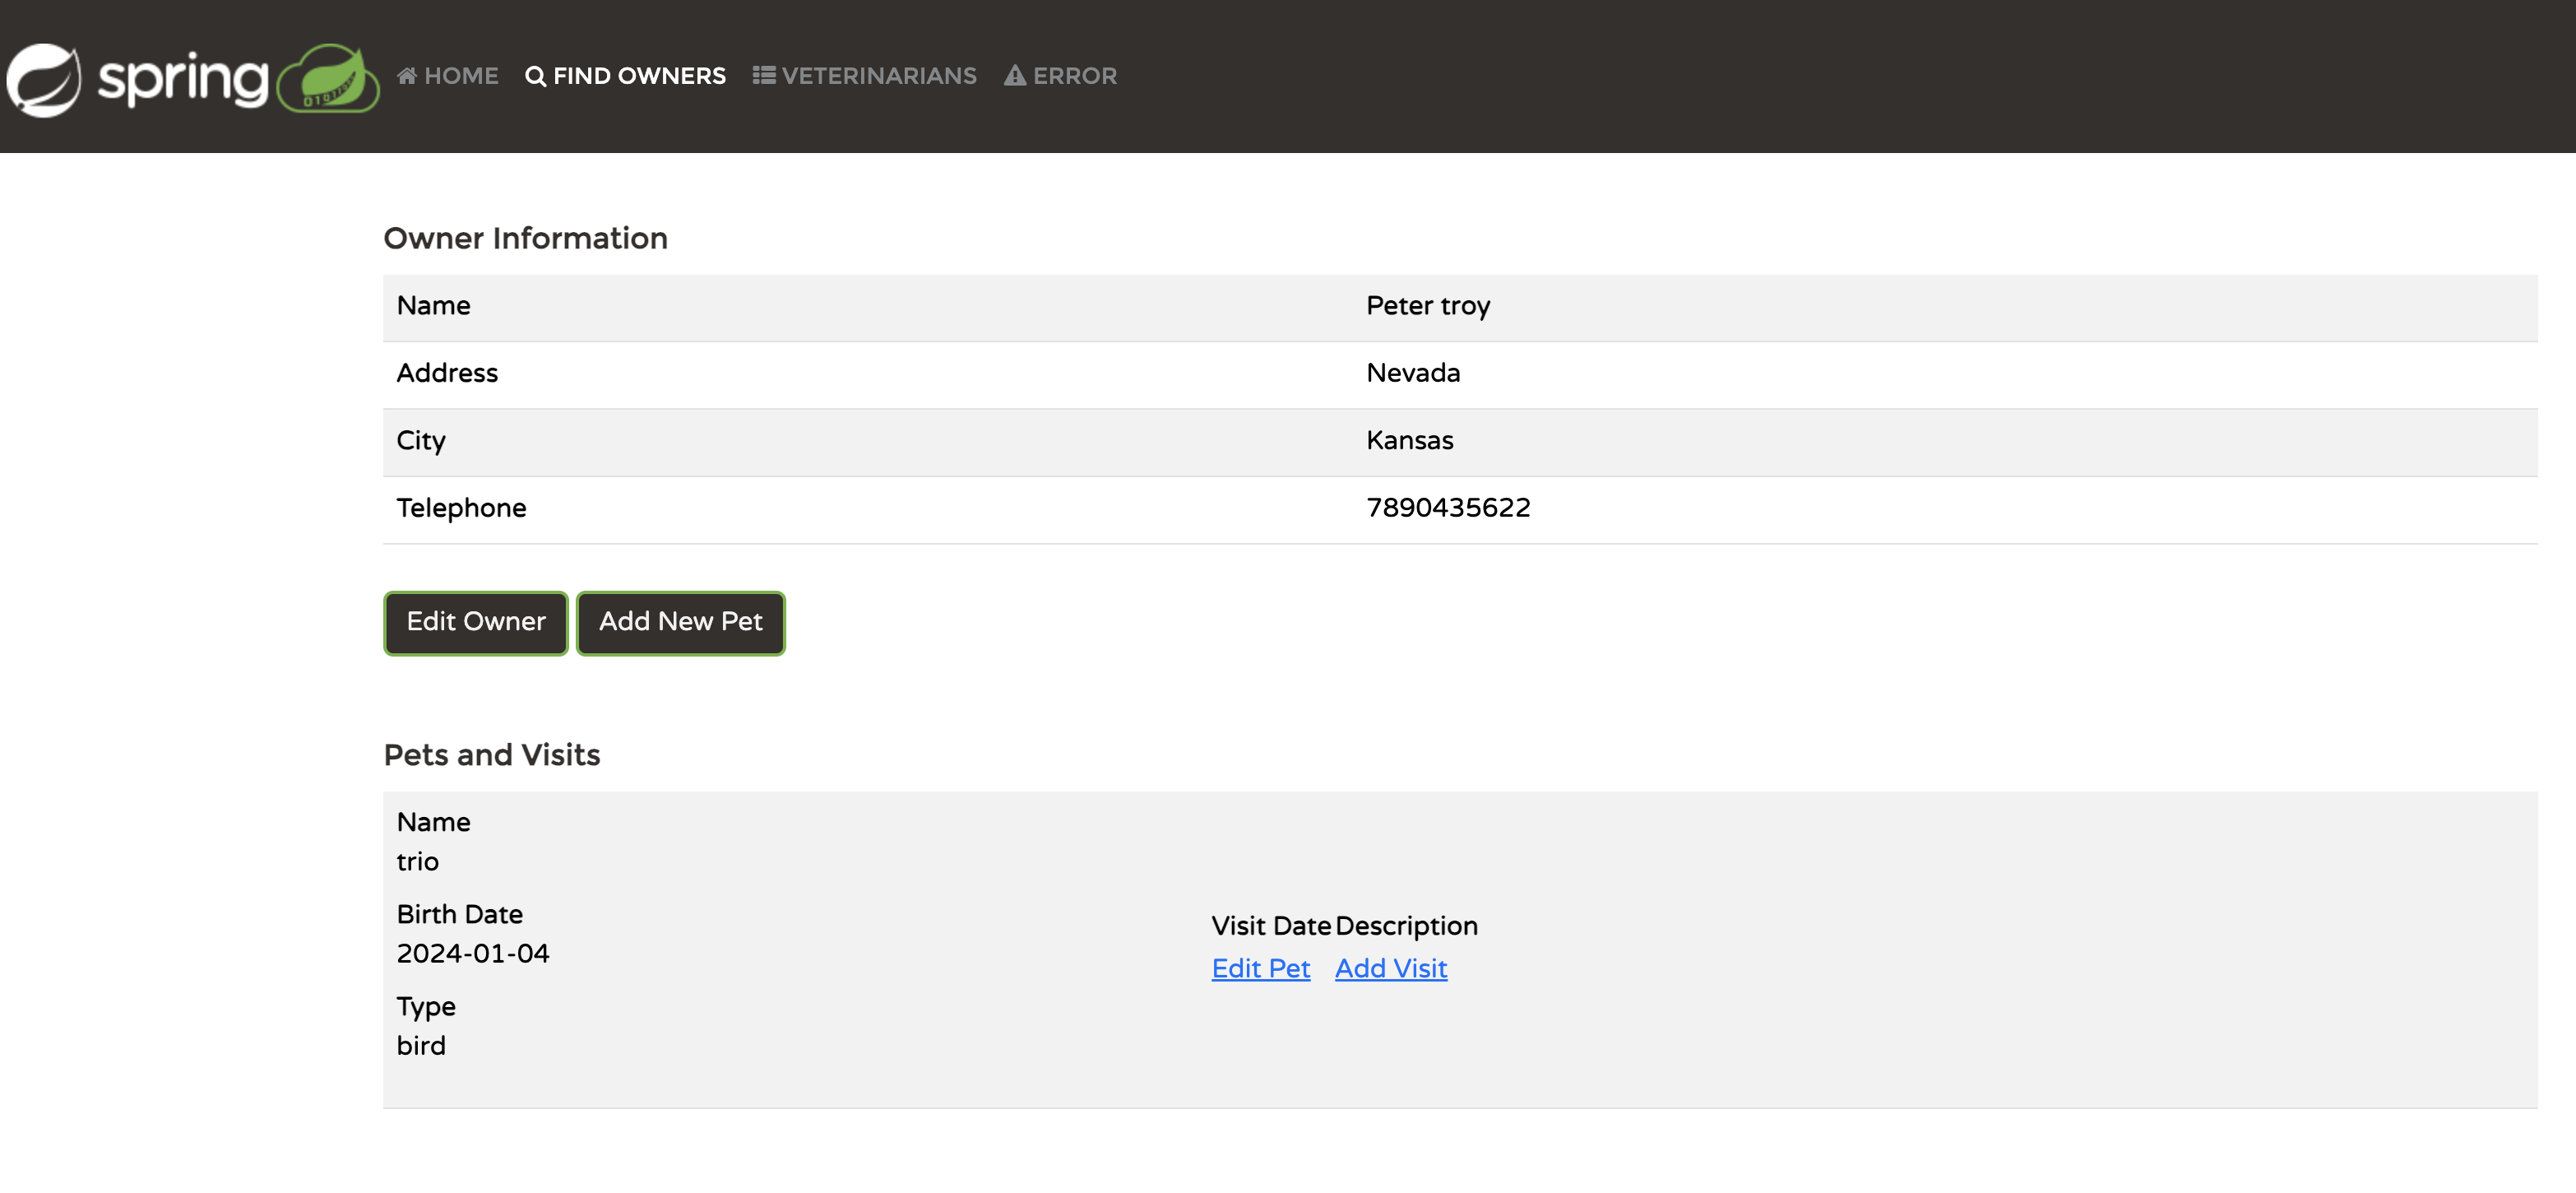 spring HOME FIND OWNERS VETERINARIANS ERROR
Owner Information
Name Peter troy
Address Nevada
City Kansas
Telephone 7890435622
Edit Owner Add New Pet
Pets and Visits
Name
trio
Birth Date
2024-01-04
Type
bird
Visit Date Description
Edit Pet Add Visit